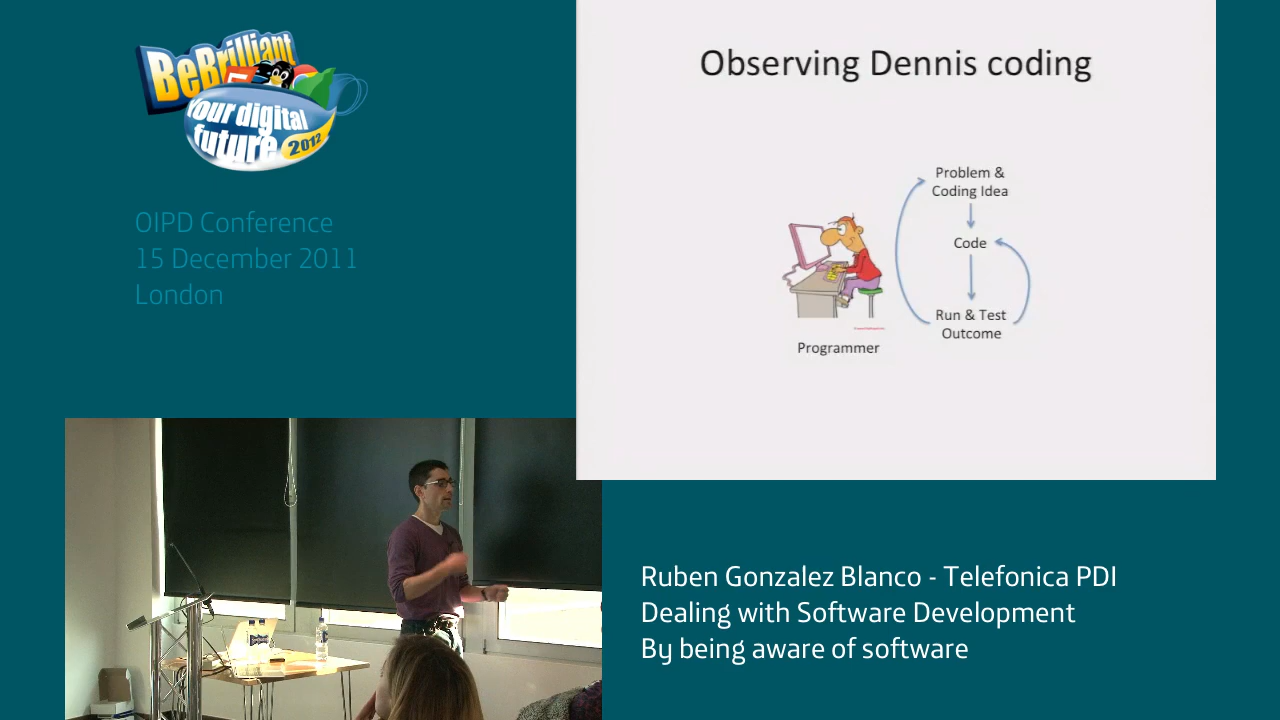 BeBrilliant
Your digital
future
2012
OIPD Conference
15 December 2011
London
Observing Dennis coding
Problem &
Coding Idea
Code
Run & Test
Outcome
Programmer
Ruben Gonzalez Blanco - Telefonica PDI
Dealing with Software Development
By being aware of software